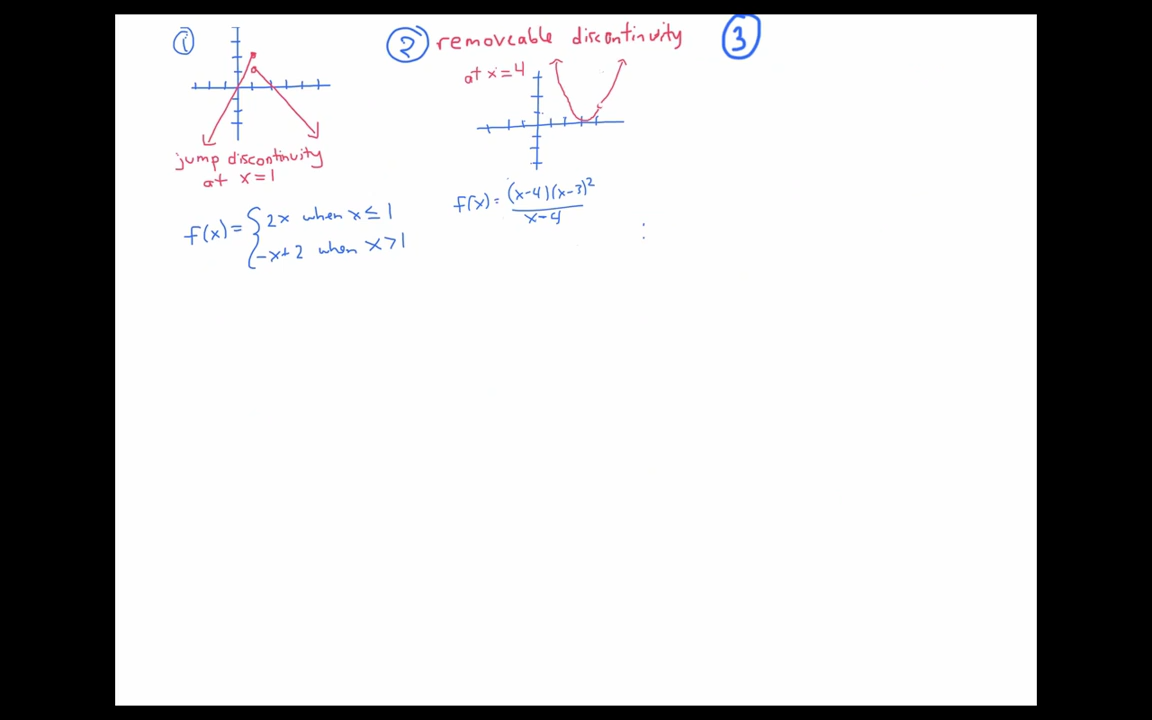 ①
jump discontinuity
at x=1
f(x)= { 2x when x≤1
-x+2 when x>1
② removeable discontinuity
at x=4
f(x)= (x-4)(x-3)²
x-4
③